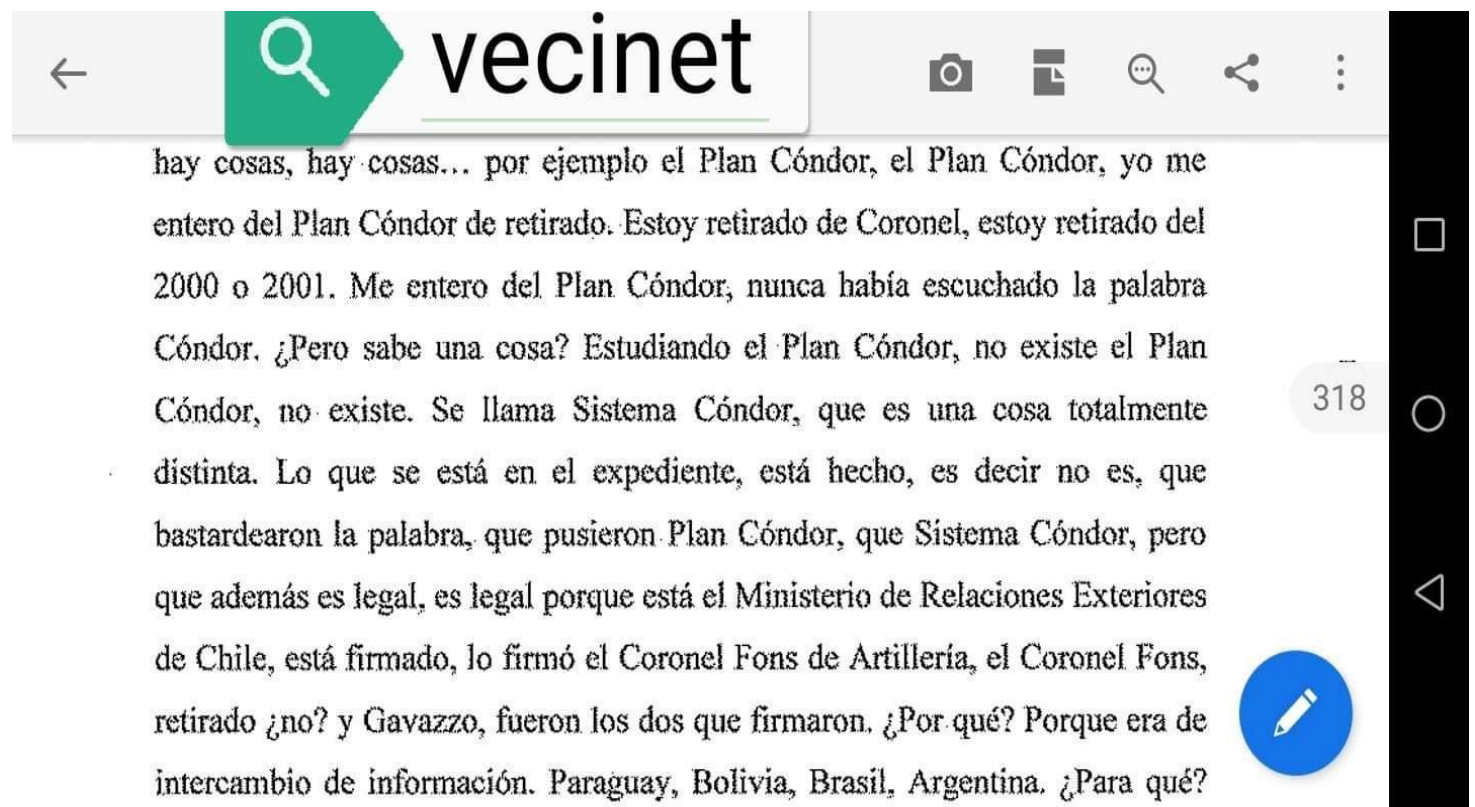 vecinet
hay cosas, hay cosas... por ejemplo el Plan Cóndor, el Plan Cóndor, yo me
entero del Plan Cóndor de retirado. Estoy retirado de Coronel, estoy retirado del
2000 o 2001. Me entero del Plan Cóndor, nunca había escuchado la palabra
Cóndor. ¿Pero sabe una cosa? Estudiando el Plan Cóndor, no existe el Plan
Cóndor, no existe. Se llama Sistema Cóndor, que es una cosa totalmente
318
distinta. Lo que se está en el expediente, está hecho, es decir no es, que
bastardearon la palabra, que pusieron Plan Cóndor, que Sistema Cóndor, pero
que además es legal, es legal porque está el Ministerio de Relaciones Exteriores
de Chile, está firmado, lo firmó el Coronel Fons de Artillería, el Coronel Fons,
retirado ¿no? y Gavazzo, fueron los dos que firmaron. ¿Por qué? Porque era de
intercambio de información. Paraguay, Bolivia, Brasil, Argentina. ¿Para qué?